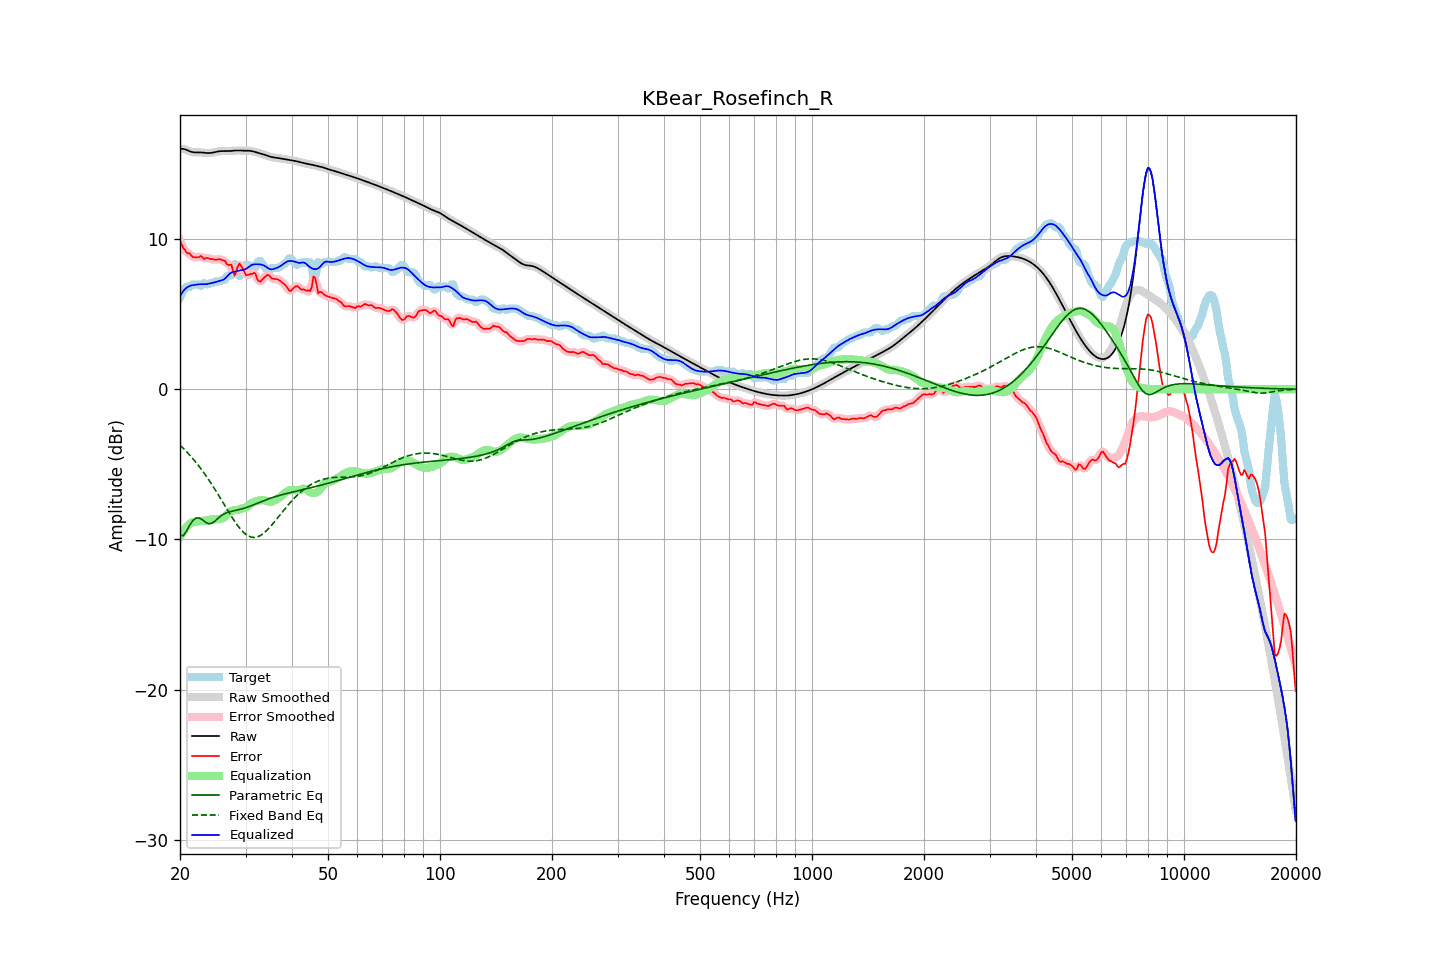 KBear_Rosefinch_R
Amplitude (dBr)
10
0
−10
−20
−30
Target
Raw Smoothed
Error Smoothed
Raw
Error
Equalization
Parametric Eq
Fixed Band Eq
Equalized
20 50 100 200 500 1000 2000 5000 10000 20000
Frequency (Hz)